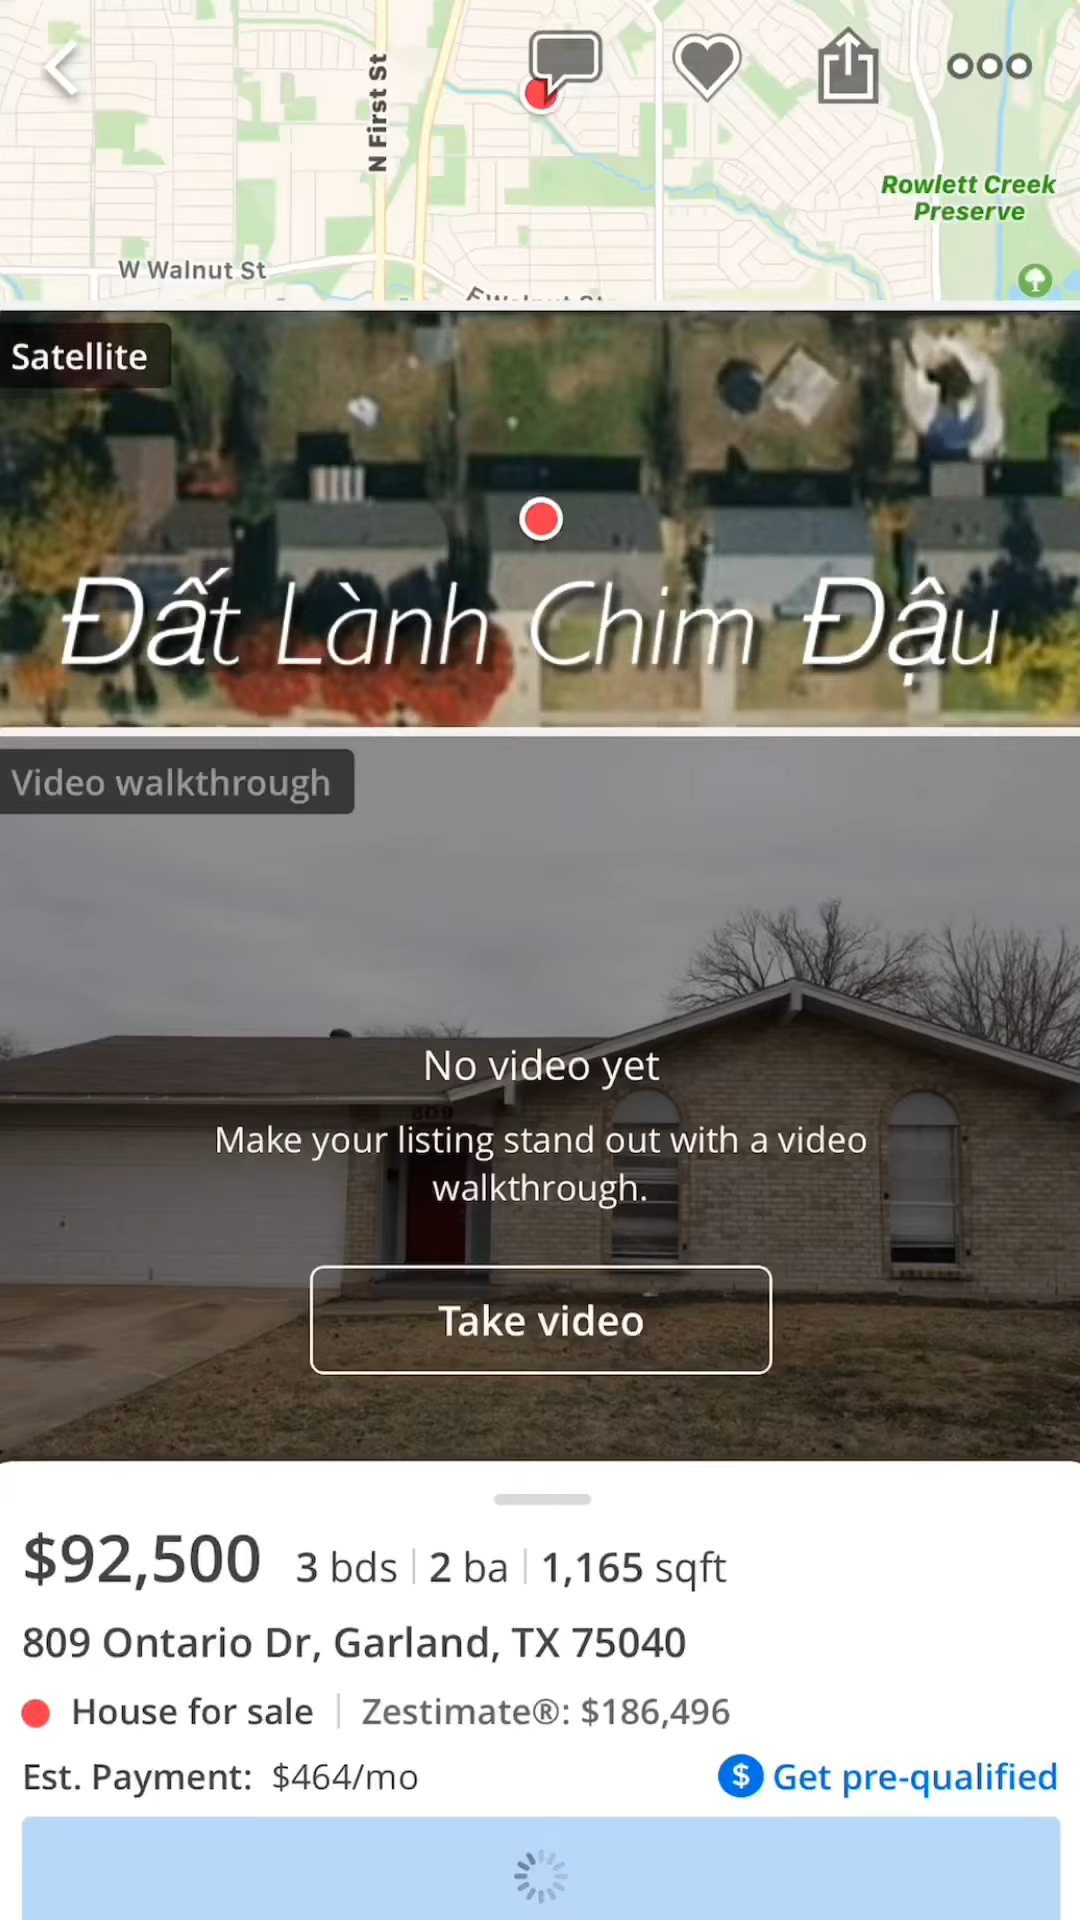 N First St
Rowlett Creek
Preserve
W Walnut St
Satellite
Đất Lành Chim Đậu
Video walkthrough
No video yet
809
Make your listing stand out with a video
walkthrough.
Take video
$92,500 3 bds 2 ba 1,165 sqft
809 Ontario Dr, Garland, TX 75040
House for sale Zestimate®: $186,496
Est. Payment: $464/mo $ Get pre-qualified